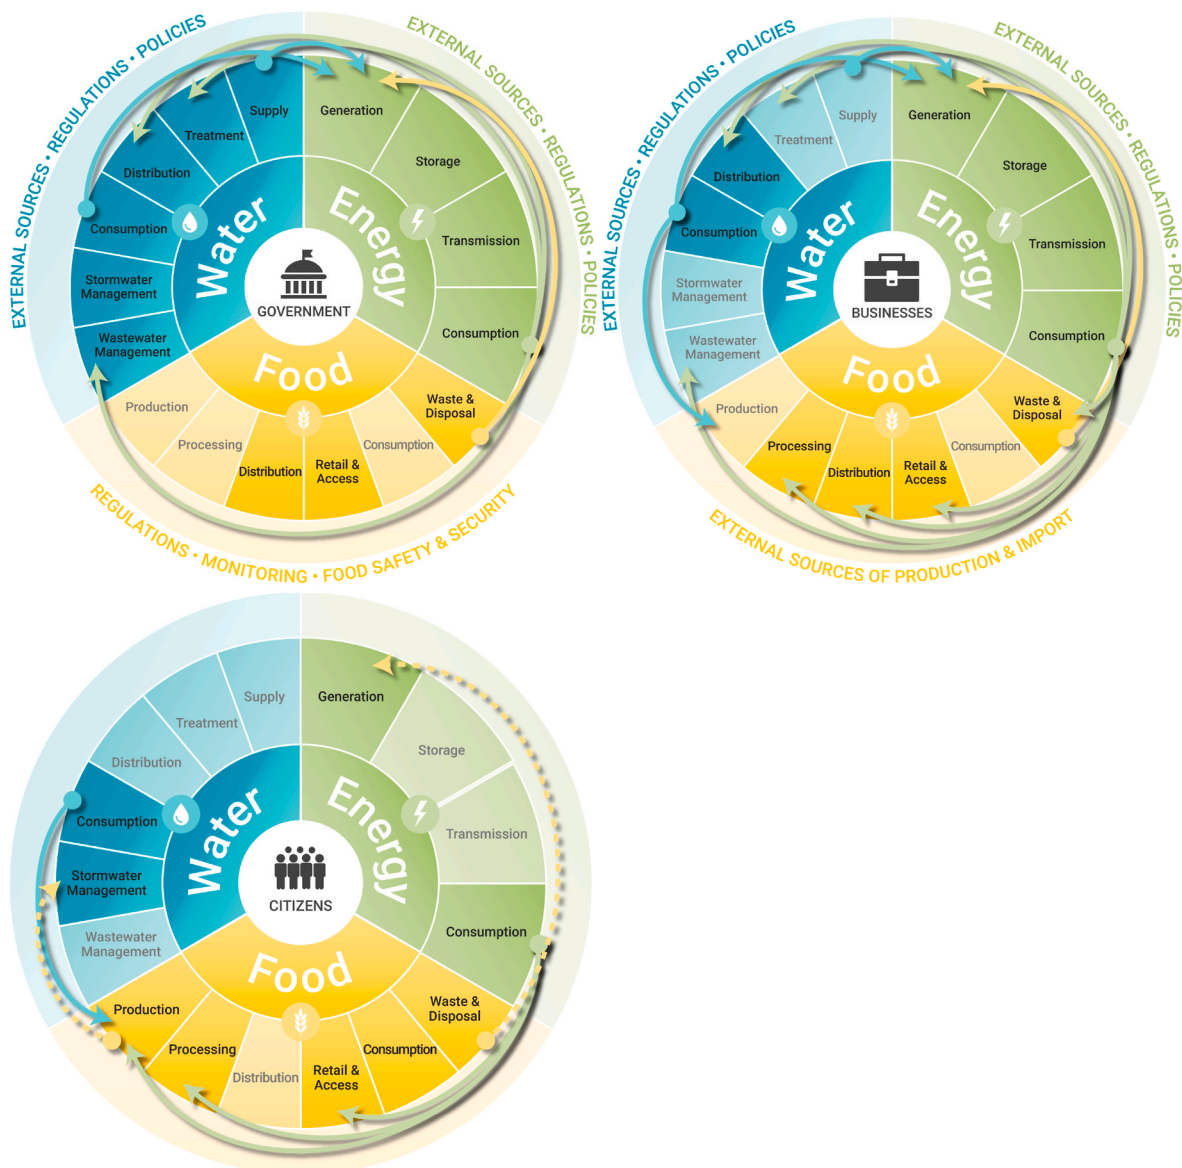 EXTERNAL SOURCES • REGULATIONS • POLICIES
EXTERNAL SOURCES • REGULATIONS • POLICIES
Supply
Generation
Treatment
Storage
Distribution
Water
Energy
Consumption
Transmission
Stormwater
Management
GOVERNMENT
Wastewater
Management
Consumption
Food
Production
Waste &
Disposal
Processing
Consumption
Distribution
Retail &
Access
REGULATIONS • MONITORING • FOOD SAFETY & SECURITY
EXTERNAL SOURCES • REGULATIONS • POLICIES
EXTERNAL SOURCES • REGULATIONS • POLICIES
Supply
Generation
Treatment
Storage
Distribution
Water
Energy
Consumption
Transmission
Stormwater
Management
BUSINESSES
Wastewater
Management
Consumption
Food
Production
Waste &
Disposal
Processing
Consumption
Distribution
Retail &
Access
EXTERNAL SOURCES OF PRODUCTION & IMPORT
Supply
Generation
Treatment
Storage
Distribution
Water
Energy
Consumption
Transmission
Stormwater
Management
CITIZENS
Wastewater
Management
Consumption
Food
Production
Waste &
Disposal
Processing
Consumption
Distribution
Retail &
Access